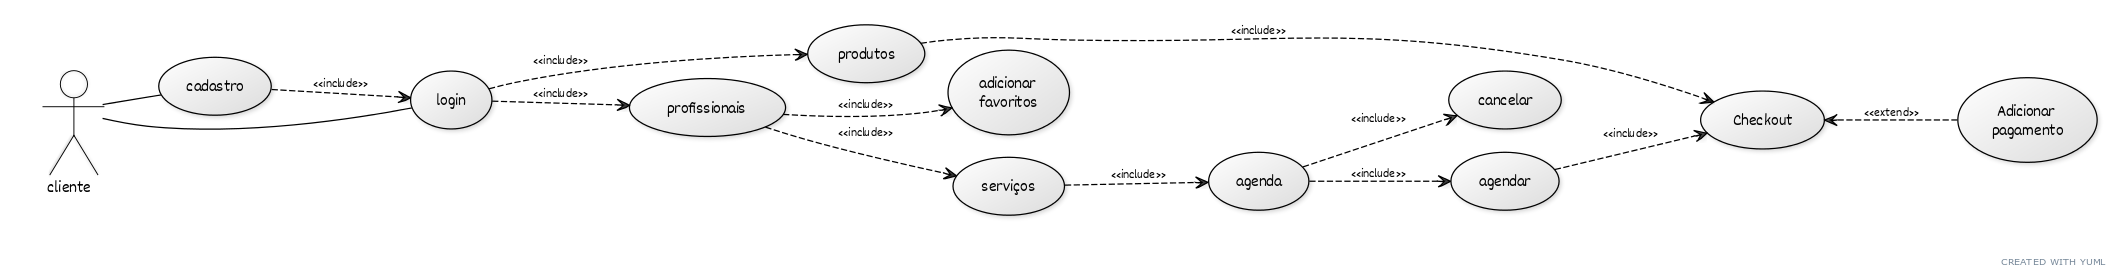 cliente
cadastro
<<include>>
login
<<include>>
<<include>>
produtos
profissionais
<<include>>
<<include>>
<<include>>
adicionar
favoritos
serviços
<<include>>
agenda
<<include>>
<<include>>
cancelar
agendar
<<include>>
Checkout
<<extend>>
Adicionar
pagamento
CREATED WITH YUML